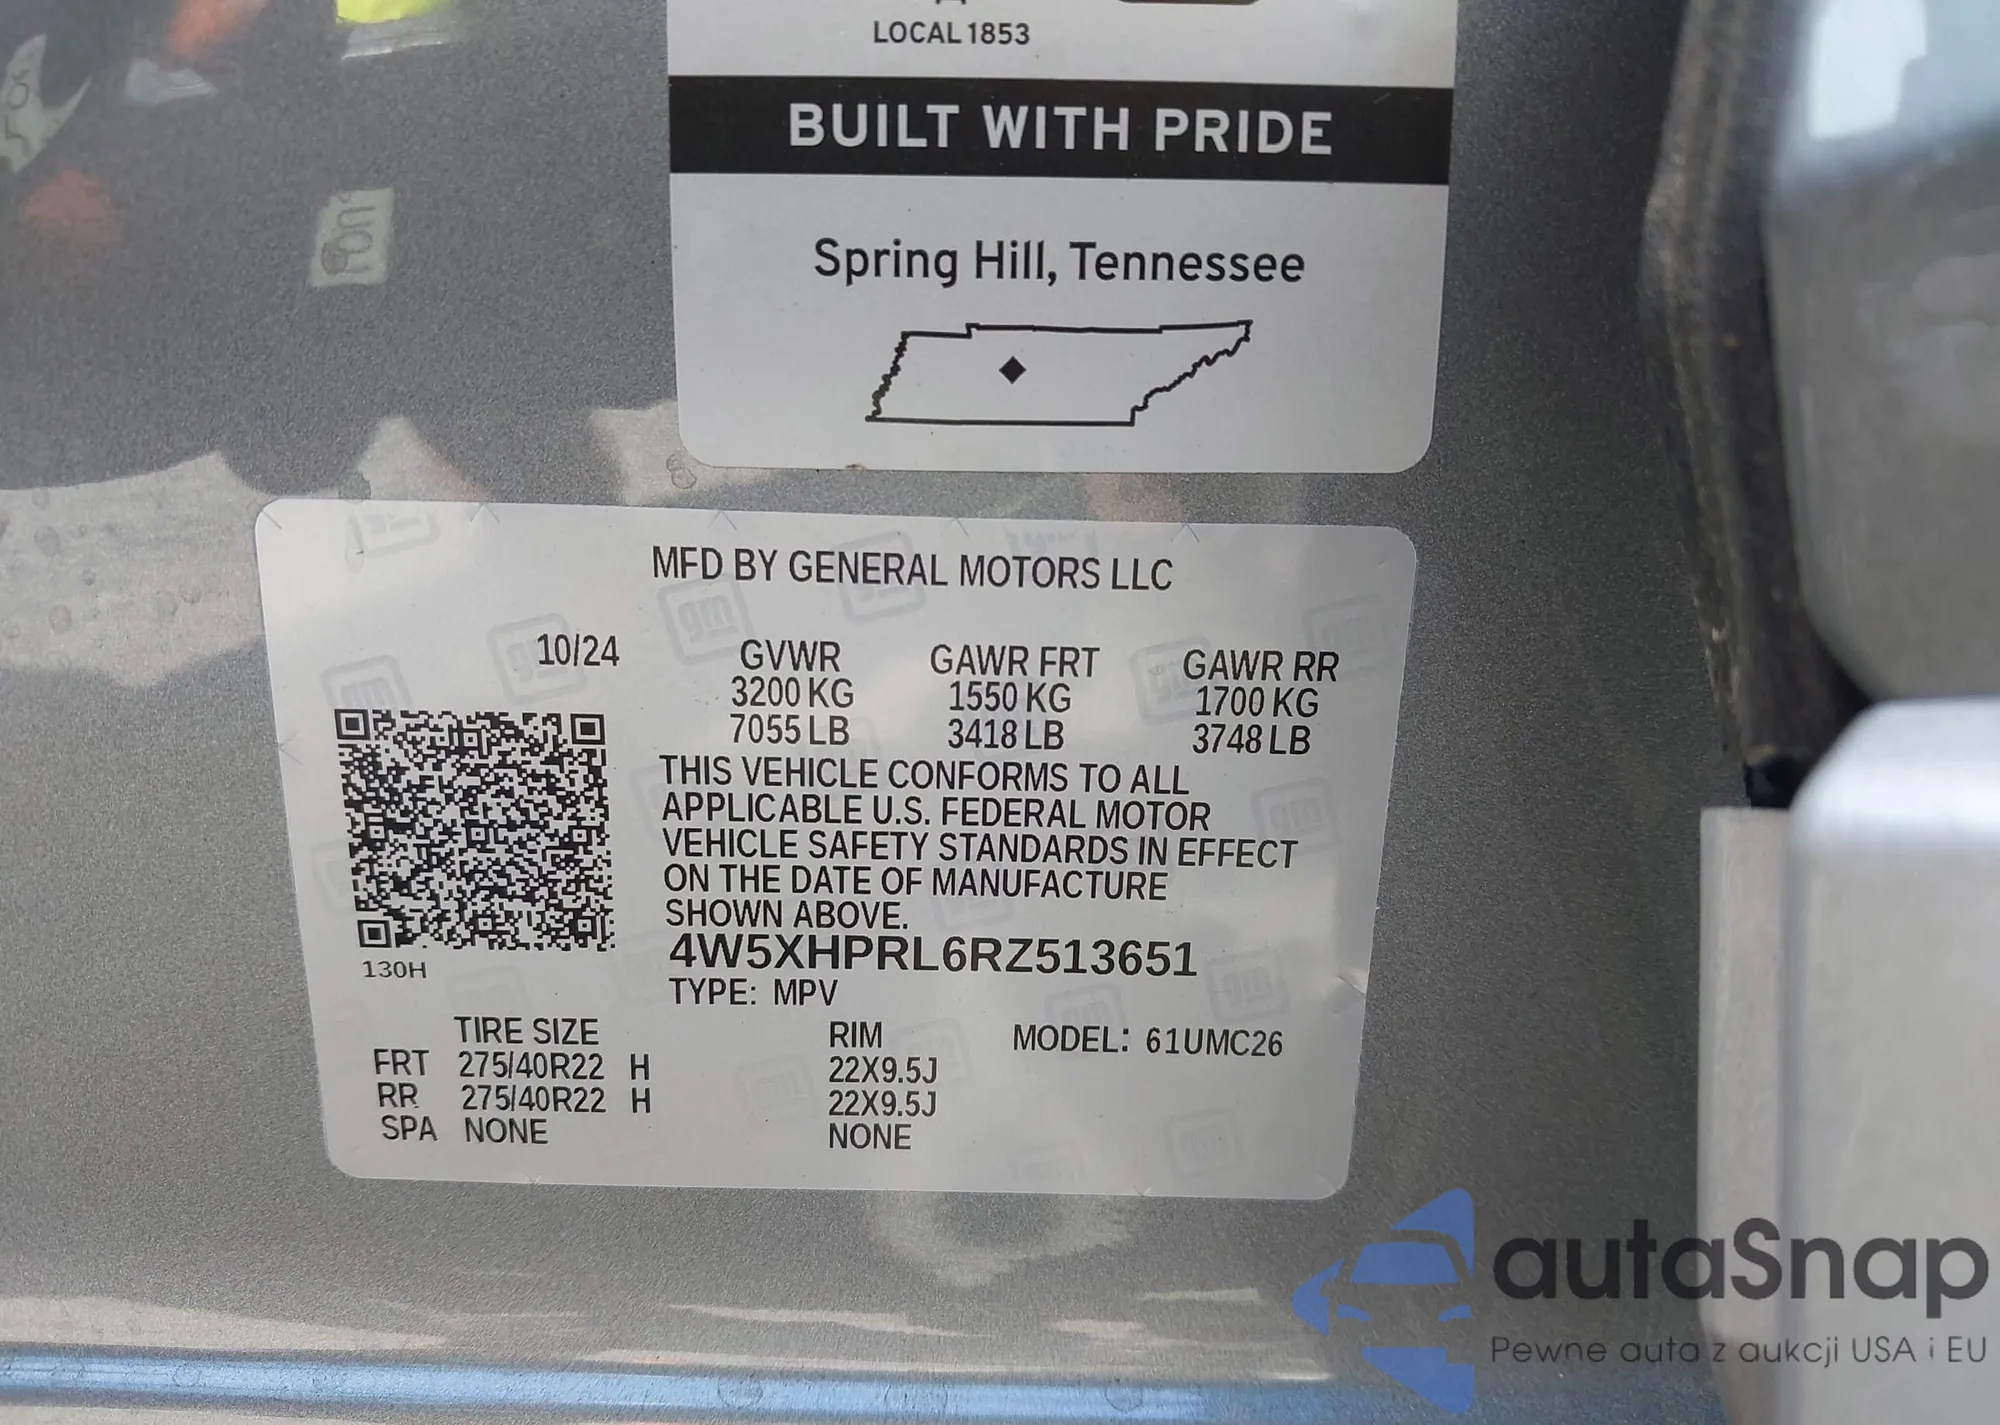 LOCAL 1853
BUILT WITH PRIDE
Spring Hill, Tennessee
MFD BY GENERAL MOTORS LLC
10/24 GVWR GAWR FRT GAWR RR
3200 KG 1550 KG 1700 KG
7055 LB 3418 LB 3748 LB
THIS VEHICLE CONFORMS TO ALL
APPLICABLE U.S. FEDERAL MOTOR
VEHICLE SAFETY STANDARDS IN EFFECT
ON THE DATE OF MANUFACTURE
SHOWN ABOVE.
4W5XHPRL6RZ513651
130H
TYPE: MPV
TIRE SIZE RIM MODEL: 61UMC26
FRT 275/40R22 H 22X9.5J
RR 275/40R22 H 22X9.5J
SPA NONE NONE
autaSnap
Pewne auta z aukcji USA i EU